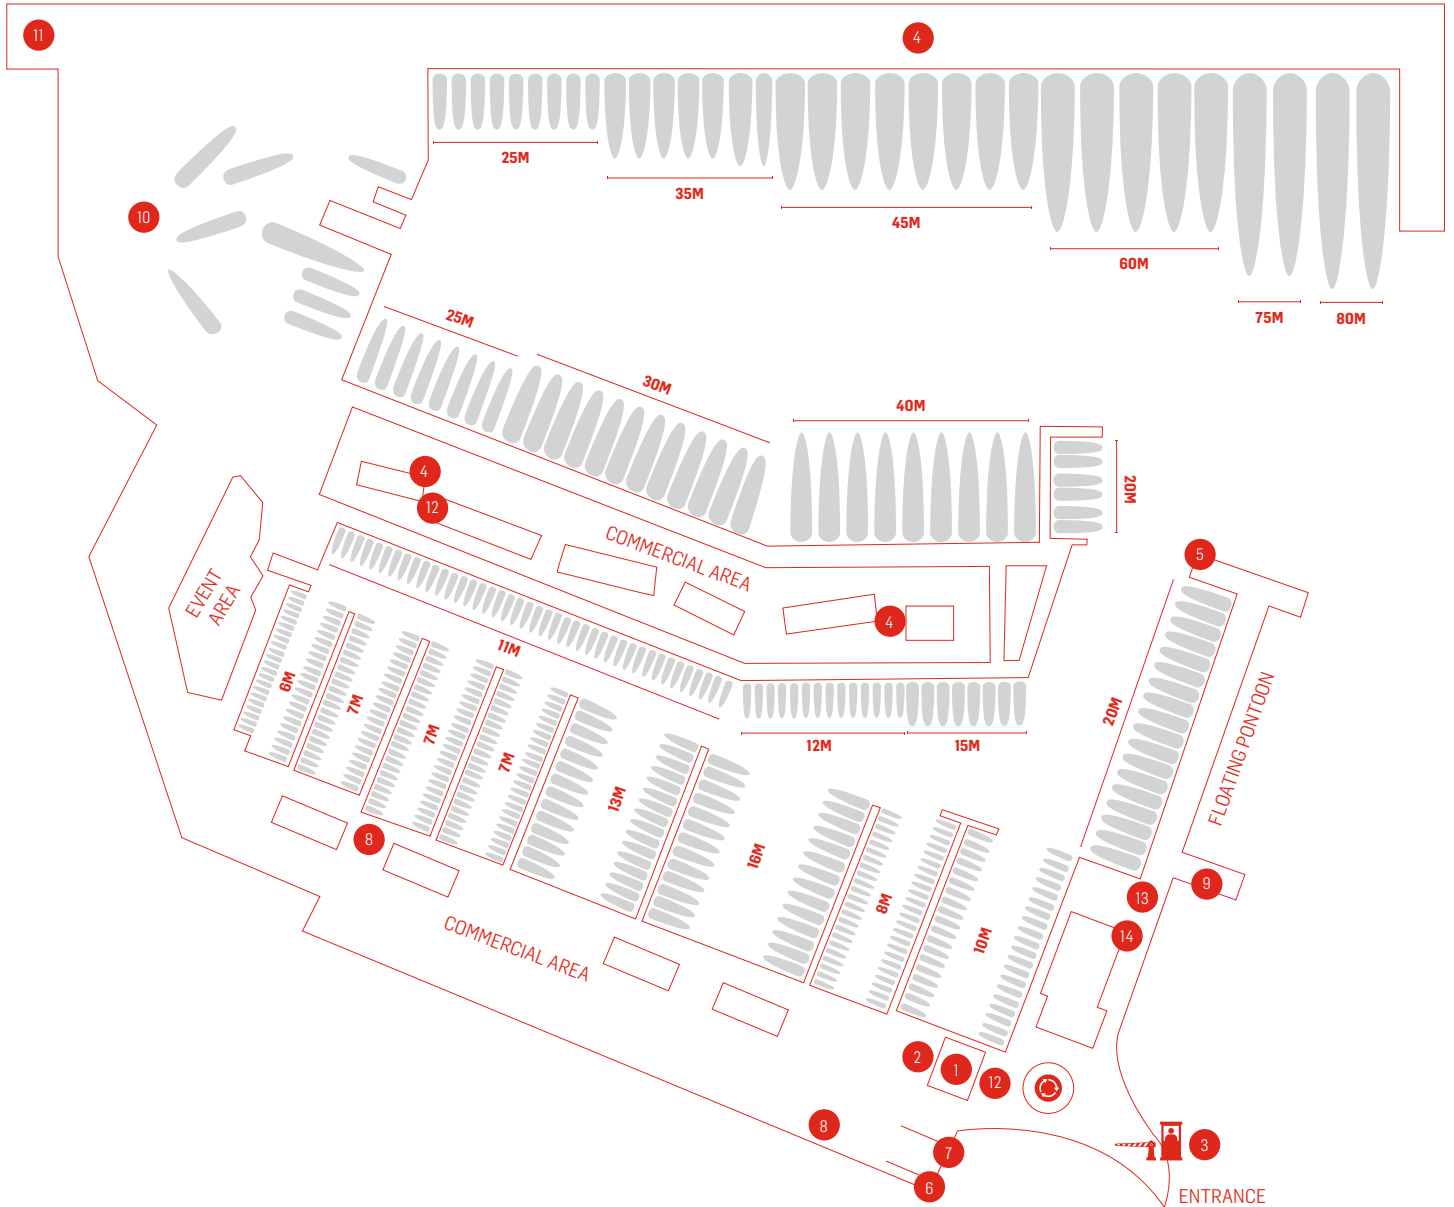 11
4
25M
35M
45M
60M
75M
80M
10
25M
30M
40M
20M
4
12
COMMERCIAL AREA
5
EVENT
AREA
4
11M
6M
7M
7M
7M
12M
15M
20M
FLOATING PONTOON
13M
16M
8M
10M
8
9
13
14
COMMERCIAL AREA
2
1
12
8
7
3
6
ENTRANCE